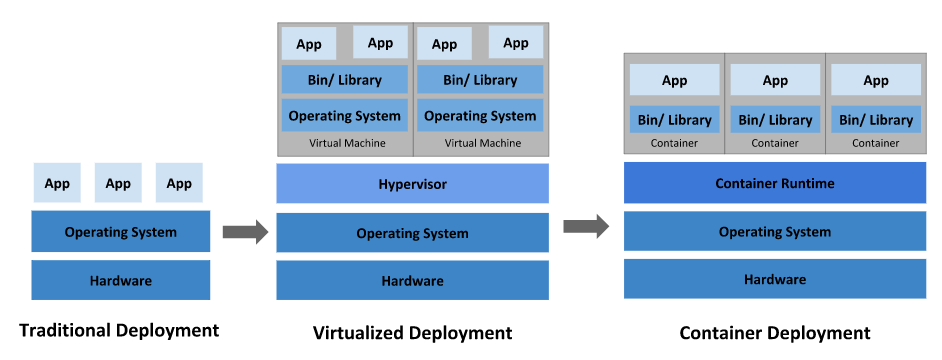 App
App
App
Operating System
Hardware
Traditional Deployment
App
App
App
App
Bin/ Library
Bin/ Library
Operating System
Operating System
Virtual Machine
Virtual Machine
Hypervisor
Operating System
Hardware
Virtualized Deployment
App
App
App
Bin/ Library
Bin/ Library
Bin/ Library
Container
Container
Container
Container Runtime
Operating System
Hardware
Container Deployment